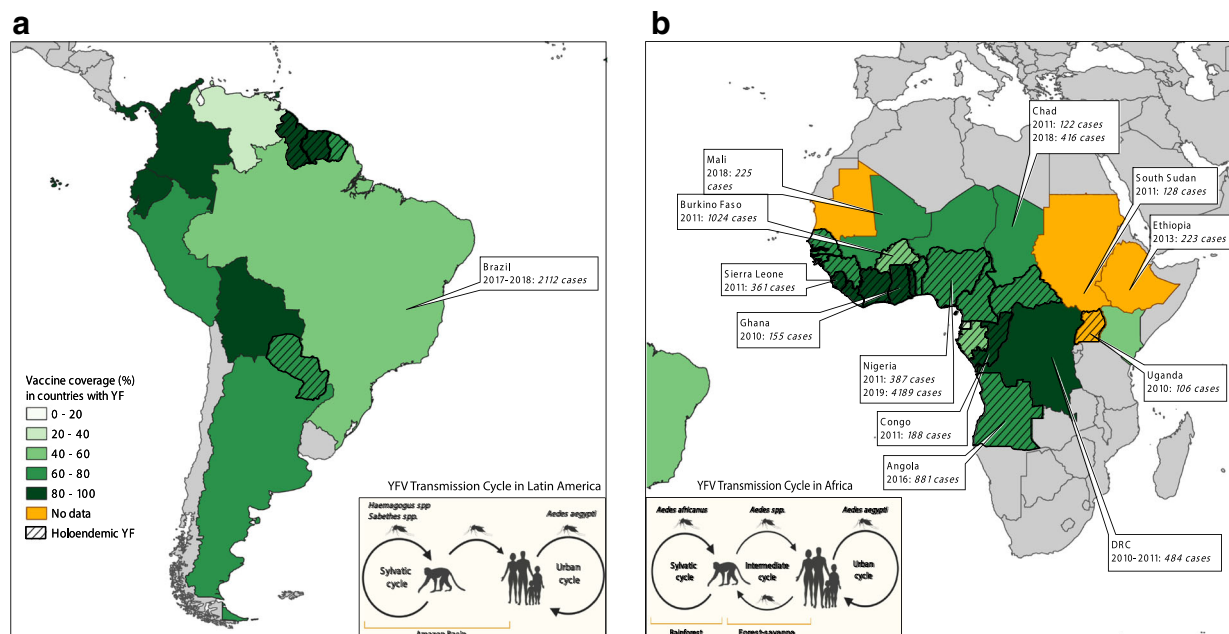 a
Brazil
2017-2018: 2112 cases
Vaccine coverage (%)
in countries with YF
0 - 20
20 - 40
40 - 60
60 - 80
80 - 100
No data
Holoendemic YF
YFV Transmission Cycle in Latin America
Haemagogus spp
Sabethes spp.
Aedes aegypti
Sylvatic
cycle
Urban
cycle
Amazon Basin
b
Chad
2011: 122 cases
2018: 416 cases
Mali
2018: 225
cases
South Sudan
2011: 128 cases
Burkino Faso
2011: 1024 cases
Ethiopia
2013: 223 cases
Sierra Leone
2011: 361 cases
Ghana
2010: 155 cases
Nigeria
2011: 387 cases
2019: 4189 cases
Uganda
2010: 106 cases
Congo
2011: 188 cases
Angola
2016: 881 cases
DRC
2010-2011: 484 cases
YFV Transmission Cycle in Africa
Aedes africanus
Aedes spp.
Aedes aegypti
Sylvatic
cycle
Intermediate
cycle
Urban
cycle
Rainforest
Forest-savanna